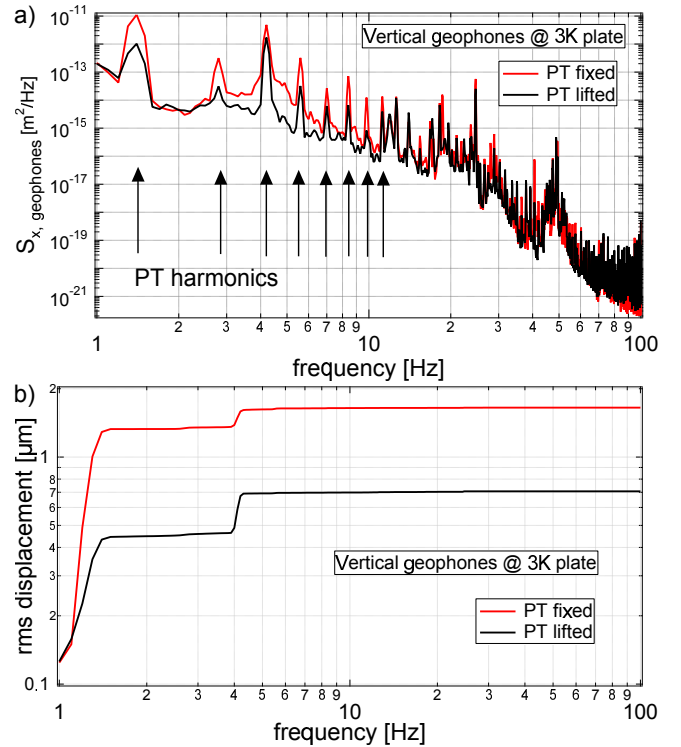 a)
Vertical geophones @ 3K plate
PT fixed
PT lifted
S_x, geophones [m²/Hz]
10⁻¹¹
10⁻¹³
10⁻¹⁵
10⁻¹⁷
10⁻¹⁹
10⁻²¹
PT harmonics
1 2 3 4 5 6 7 8 9 10 2 3 4 5 6 7 8 9 100
frequency [Hz]
b)
rms displacement [µm]
2
1
8
7
6
5
4
3
2
0.1
Vertical geophones @ 3K plate
PT fixed
PT lifted
1 2 3 4 5 6 7 8 9 10 2 3 4 5 6 7 8 9 100
frequency [Hz]